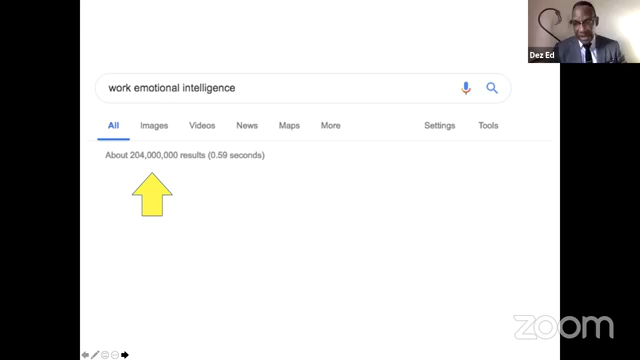 work emotional intelligence
All Images Videos News Maps More Settings Tools
About 204,000,000 results (0.59 seconds)
Dez Ed
zoom